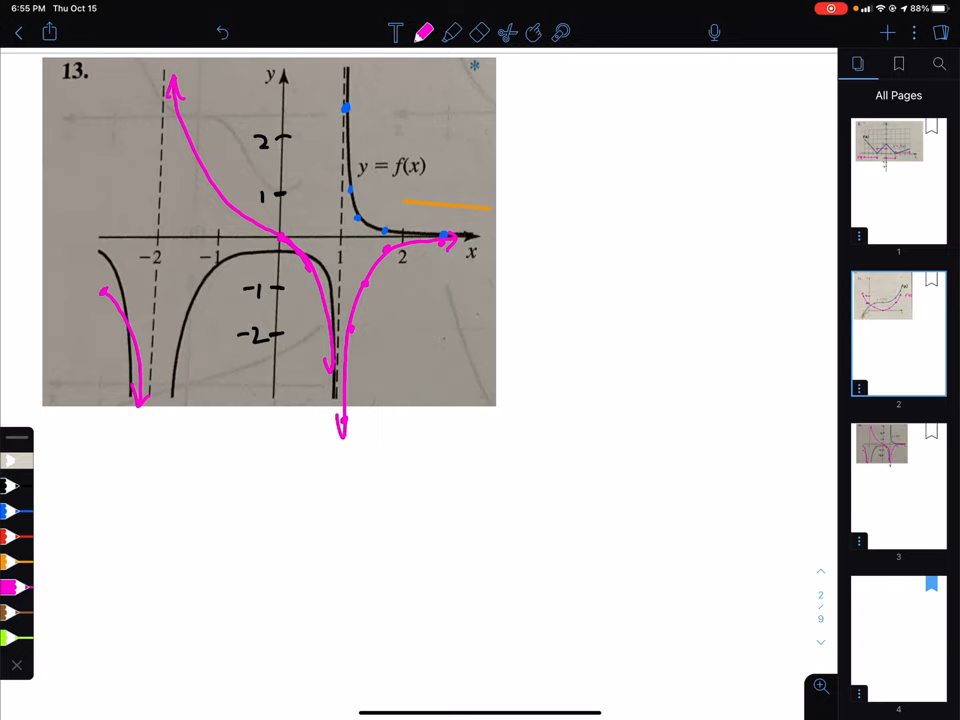 6:55 PM Thu Oct 15
88%
T
All Pages
13.
y
*
2
y = f(x)
1
-2 -1 1 2 x
-1
-2
1
2
3
4
2
/
9